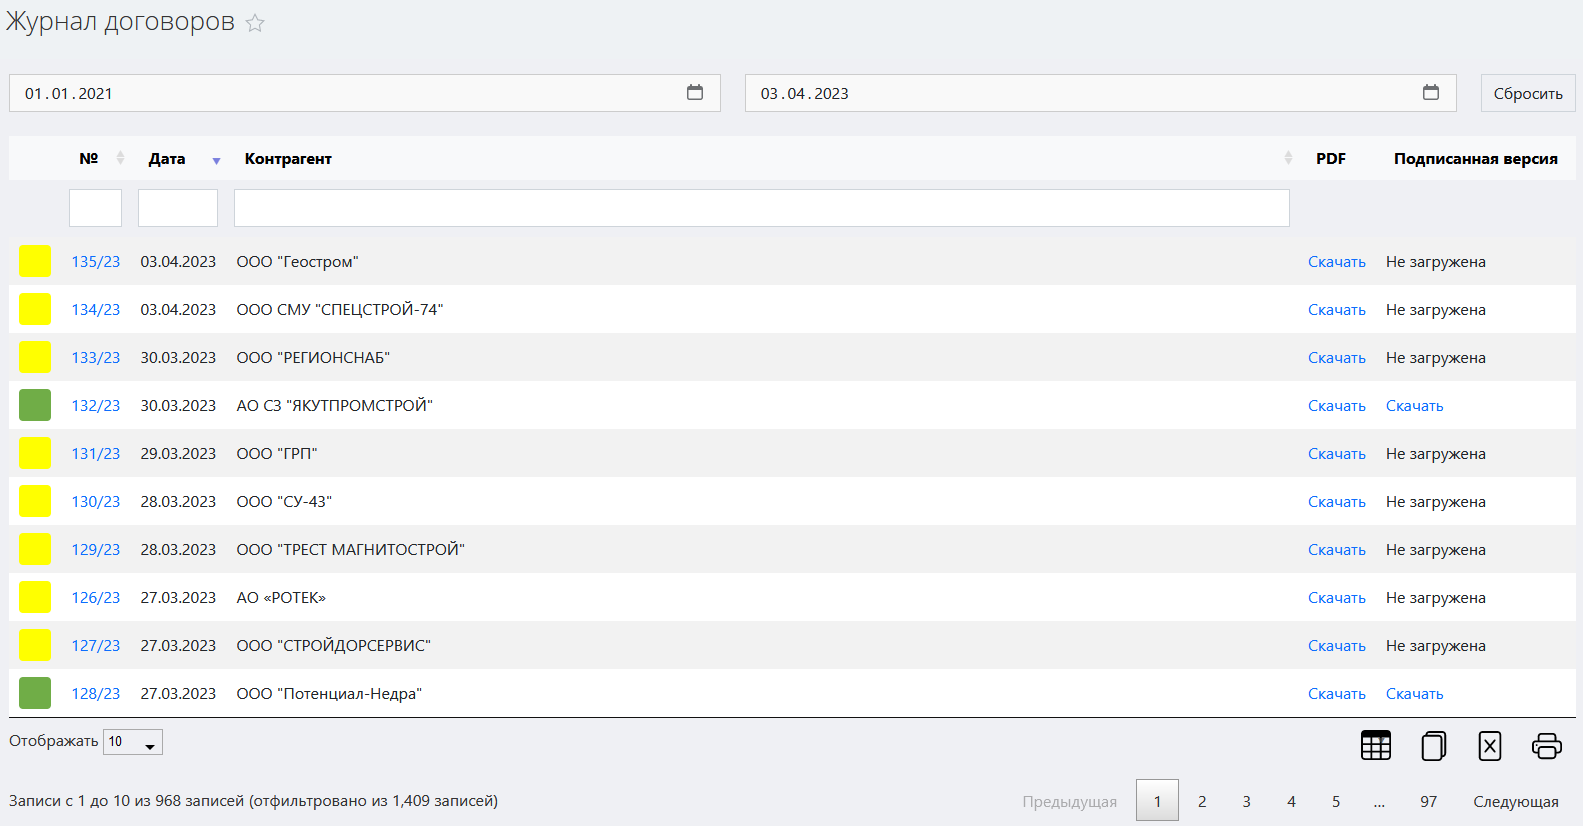 Журнал договоров
01.01.2021 03.04.2023 Сбросить
№ Дата Контрагент PDF Подписанная версия
135/23 03.04.2023 ООО "Геостром" Скачать Не загружена
134/23 03.04.2023 ООО СМУ "СПЕЦСТРОЙ-74" Скачать Не загружена
133/23 30.03.2023 ООО "РЕГИОНСНАБ" Скачать Не загружена
132/23 30.03.2023 АО СЗ "ЯКУТПРОМСТРОЙ" Скачать Скачать
131/23 29.03.2023 ООО "ГРП" Скачать Не загружена
130/23 28.03.2023 ООО "СУ-43" Скачать Не загружена
129/23 28.03.2023 ООО "ТРЕСТ МАГНИТОСТРОЙ" Скачать Не загружена
126/23 27.03.2023 АО «РОТЕК» Скачать Не загружена
127/23 27.03.2023 ООО "СТРОЙДОРСЕРВИС" Скачать Не загружена
128/23 27.03.2023 ООО "Потенциал-Недра" Скачать Скачать
Отображать 10
Записи с 1 до 10 из 968 записей (отфильтровано из 1,409 записей) Предыдущая 1 2 3 4 5 ... 97 Следующая